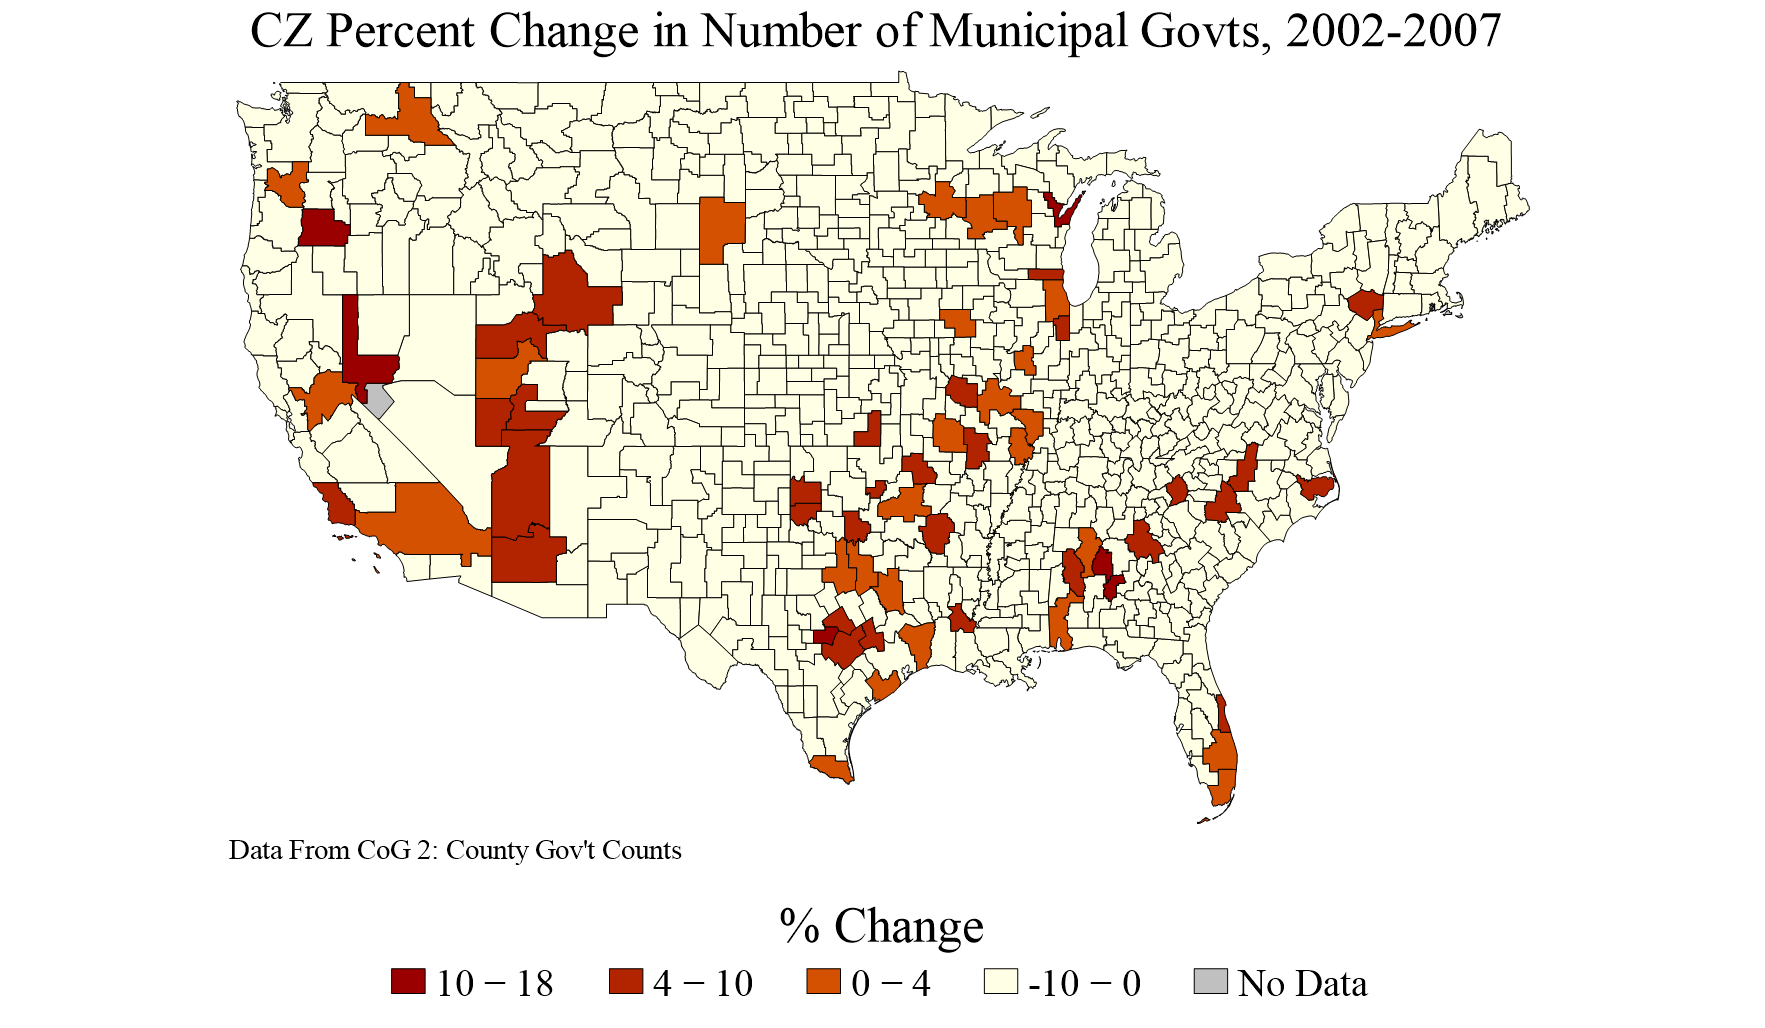 CZ Percent Change in Number of Municipal Govts, 2002-2007
Data From CoG 2: County Gov't Counts
% Change
10 − 18
4 − 10
0 − 4
-10 − 0
No Data